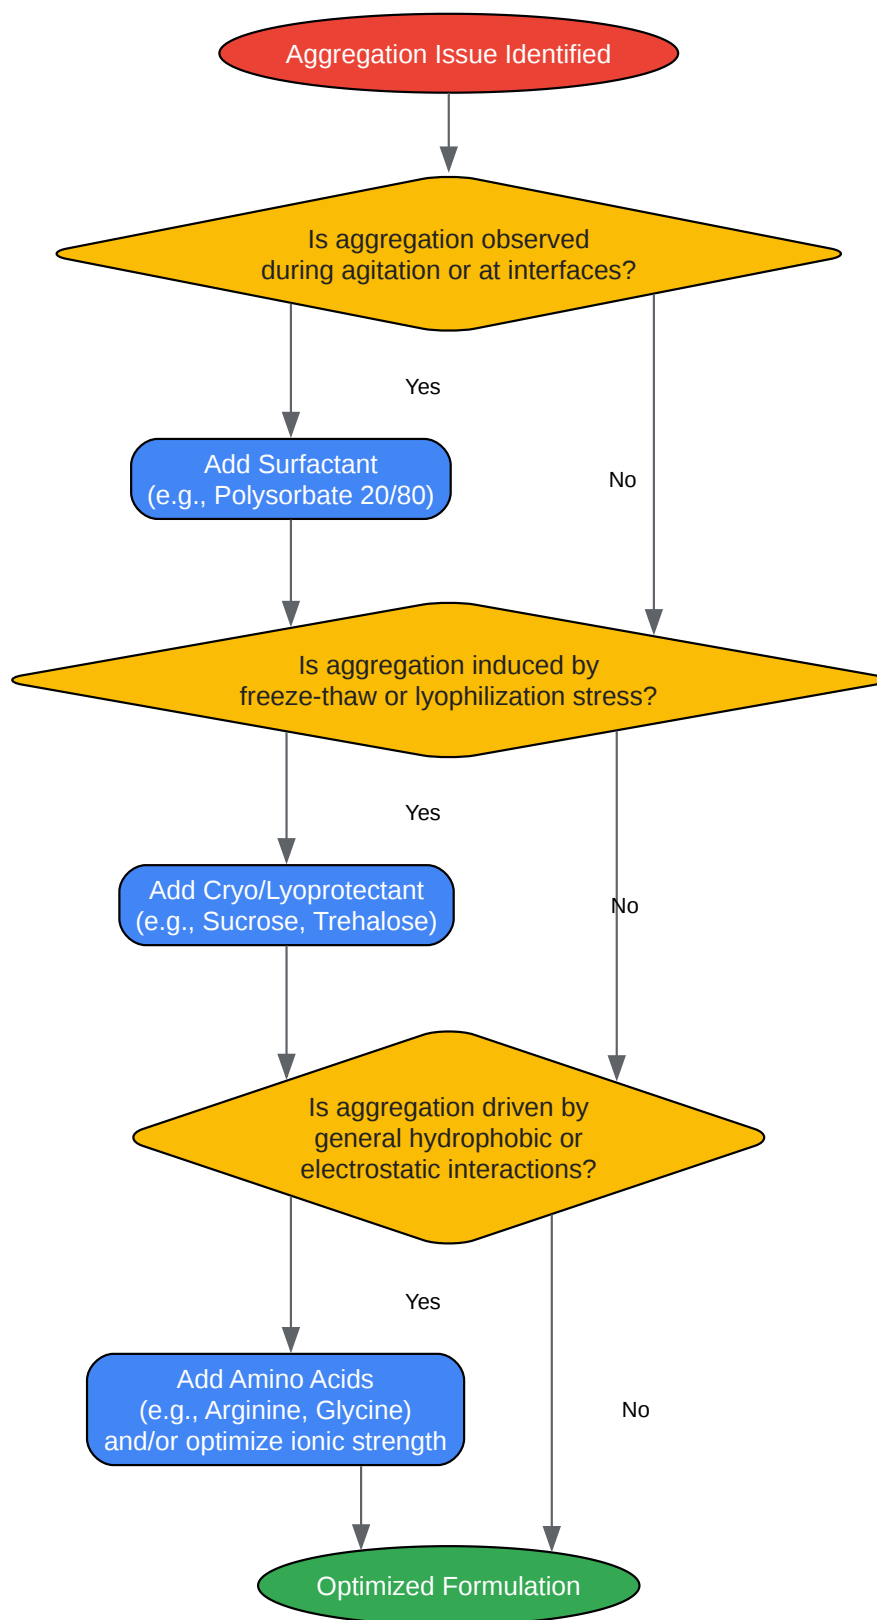 Aggregation Issue Identified
Is aggregation observed
during agitation or at interfaces?
Yes
Add Surfactant
(e.g., Polysorbate 20/80)
No
Is aggregation induced by
freeze-thaw or lyophilization stress?
Yes
Add Cryo/Lyoprotectant
(e.g., Sucrose, Trehalose)
No
Is aggregation driven by
general hydrophobic or
electrostatic interactions?
Yes
Add Amino Acids
(e.g., Arginine, Glycine)
and/or optimize ionic strength
No
Optimized Formulation